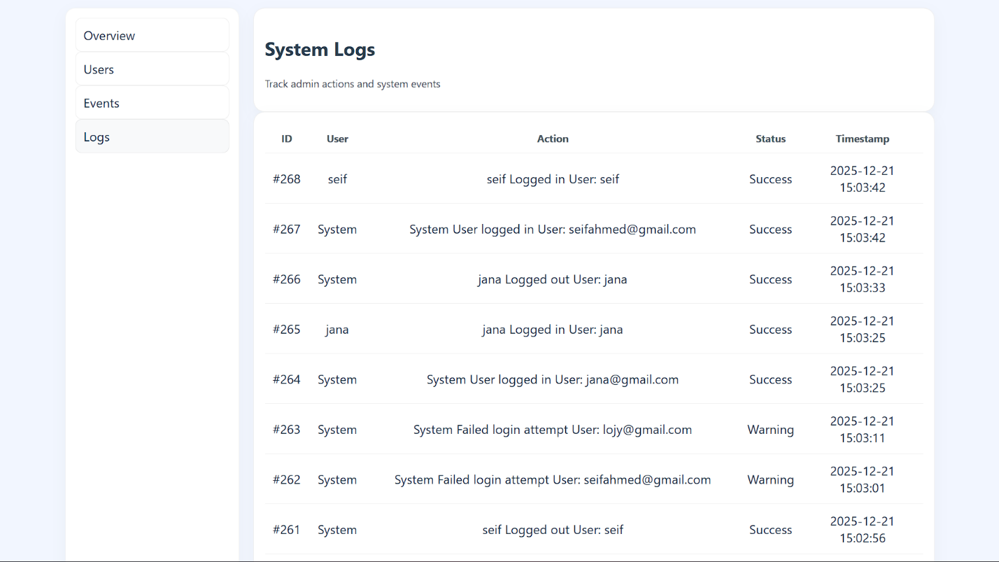 Overview
Users
Events
Logs
System Logs
Track admin actions and system events
ID User Action Status Timestamp
#268 seif seif Logged in User: seif Success 2025-12-21
15:03:42
#267 System System User logged in User: seifahmed@gmail.com Success 2025-12-21
15:03:42
#266 System jana Logged out User: jana Success 2025-12-21
15:03:33
#265 jana jana Logged in User: jana Success 2025-12-21
15:03:25
#264 System System User logged in User: jana@gmail.com Success 2025-12-21
15:03:25
#263 System System Failed login attempt User: lojy@gmail.com Warning 2025-12-21
15:03:11
#262 System System Failed login attempt User: seifahmed@gmail.com Warning 2025-12-21
15:03:01
#261 System seif Logged out User: seif Success 2025-12-21
15:02:56